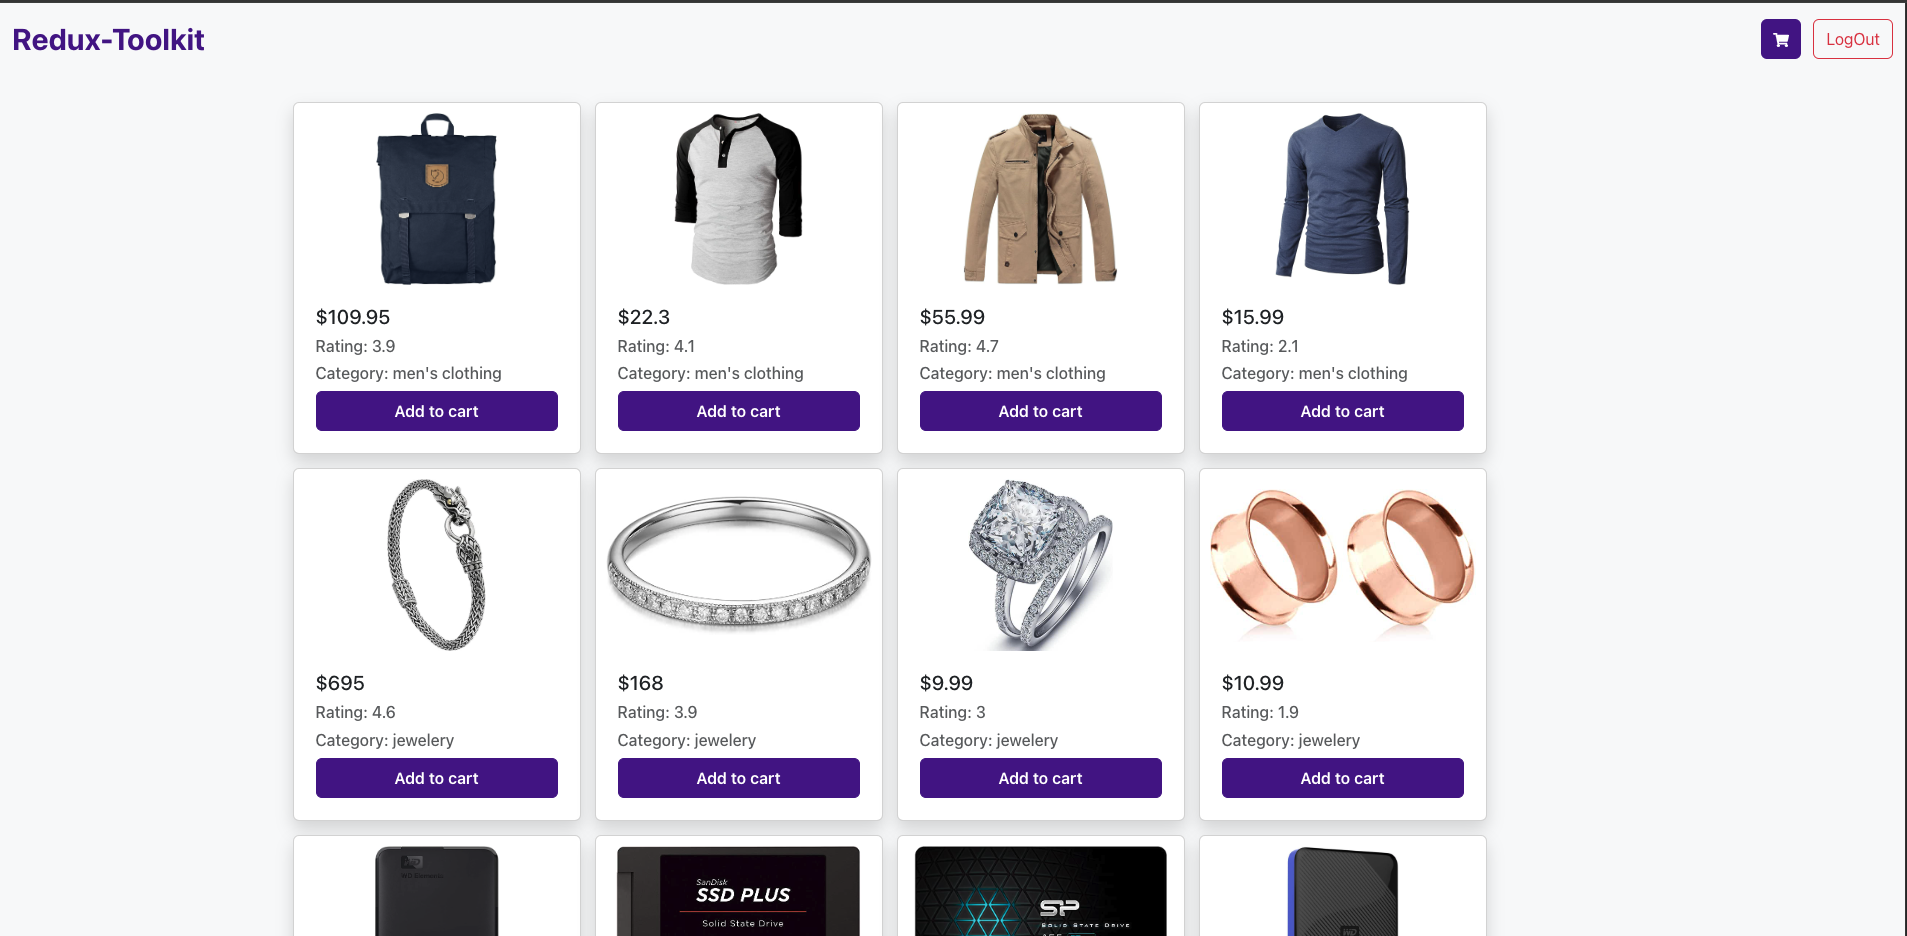 Redux-Toolkit
LogOut
$109.95
Rating: 3.9
Category: men's clothing
Add to cart
$22.3
Rating: 4.1
Category: men's clothing
Add to cart
$55.99
Rating: 4.7
Category: men's clothing
Add to cart
$15.99
Rating: 2.1
Category: men's clothing
Add to cart
$695
Rating: 4.6
Category: jewelery
Add to cart
$168
Rating: 3.9
Category: jewelery
Add to cart
$9.99
Rating: 3
Category: jewelery
Add to cart
$10.99
Rating: 1.9
Category: jewelery
Add to cart
WD
WD Elements
SanDisk
SSD PLUS
Solid State Drive
SP
SOLID STATE DRIVE
WD